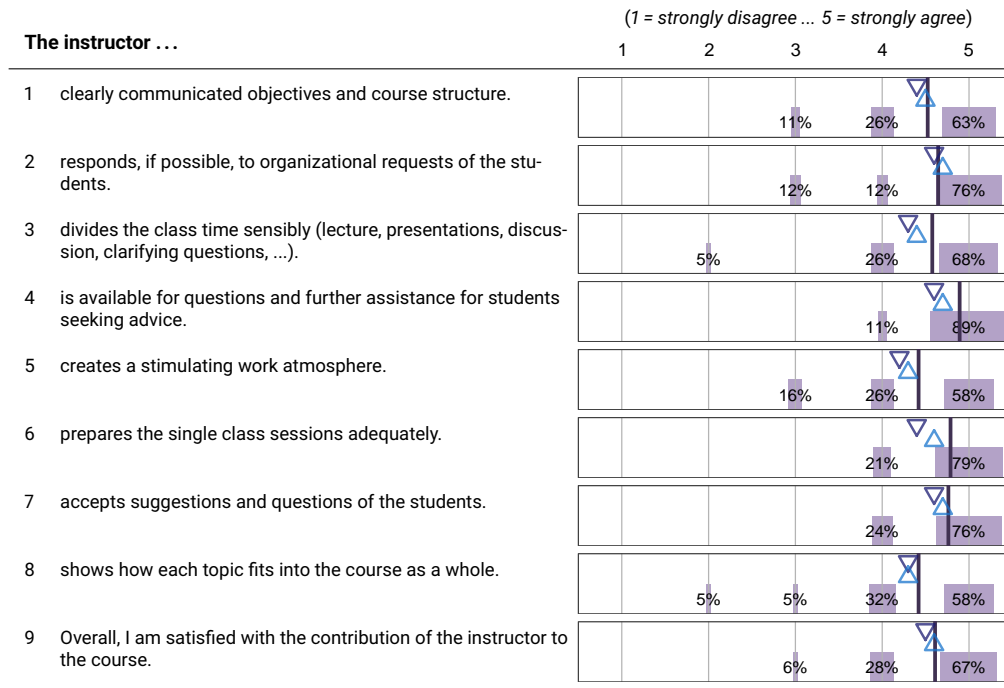 (1 = strongly disagree ... 5 = strongly agree)
The instructor . . .
1 2 3 4 5
1 clearly communicated objectives and course structure.
11% 26% 63%
2 responds, if possible, to organizational requests of the stu-
dents.
12% 12% 76%
3 divides the class time sensibly (lecture, presentations, discus-
sion, clarifying questions, ...).
5% 26% 68%
4 is available for questions and further assistance for students
seeking advice.
11% 89%
5 creates a stimulating work atmosphere.
16% 26% 58%
6 prepares the single class sessions adequately.
21% 79%
7 accepts suggestions and questions of the students.
24% 76%
8 shows how each topic fits into the course as a whole.
5% 5% 32% 58%
9 Overall, I am satisfied with the contribution of the instructor to
the course.
6% 28% 67%